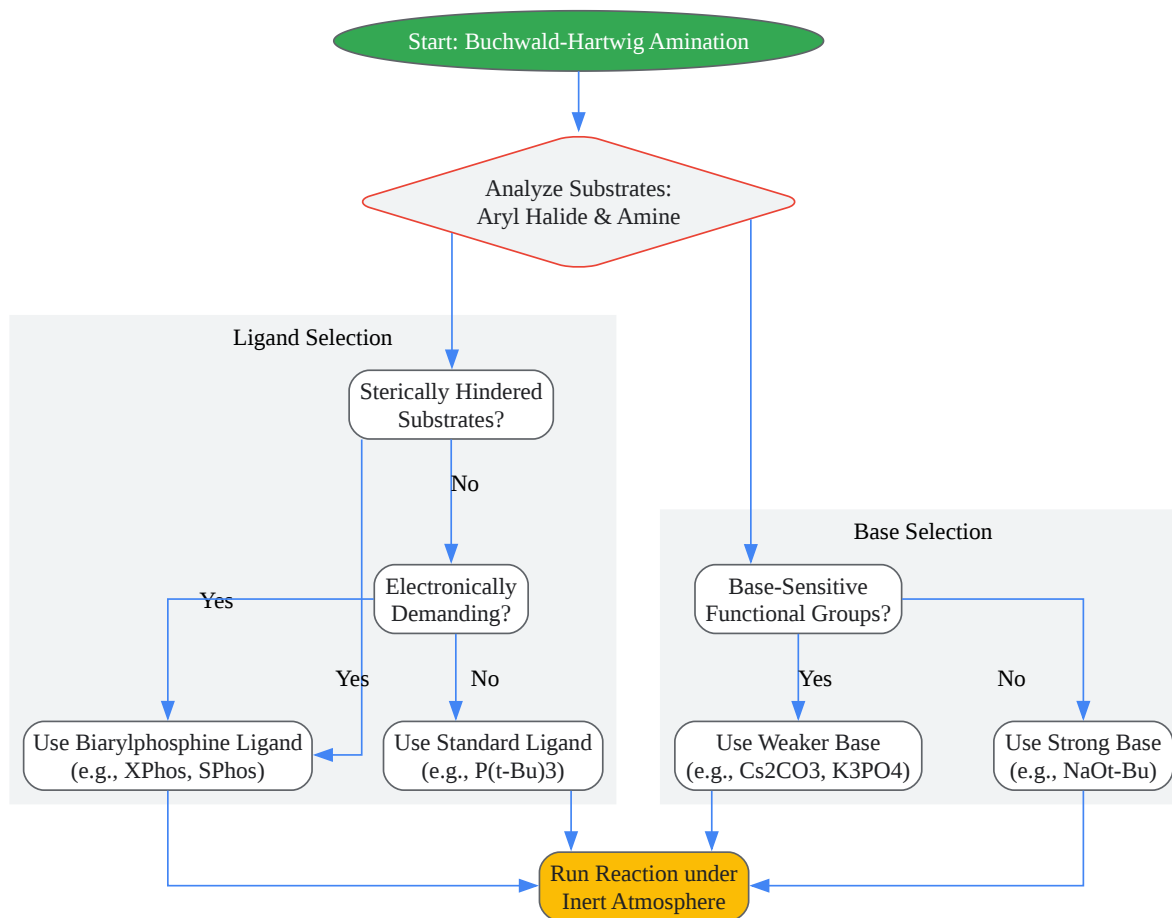 Start: Buchwald-Hartwig Amination
Analyze Substrates:
Aryl Halide & Amine
Ligand Selection
Sterically Hindered
Substrates?
No
Electronically
Demanding?
Yes
Yes
No
Use Biarylphosphine Ligand
(e.g., XPhos, SPhos)
Use Standard Ligand
(e.g., P(t-Bu)3)
Base Selection
Base-Sensitive
Functional Groups?
Yes
No
Use Weaker Base
(e.g., Cs2CO3, K3PO4)
Use Strong Base
(e.g., NaOt-Bu)
Run Reaction under
Inert Atmosphere